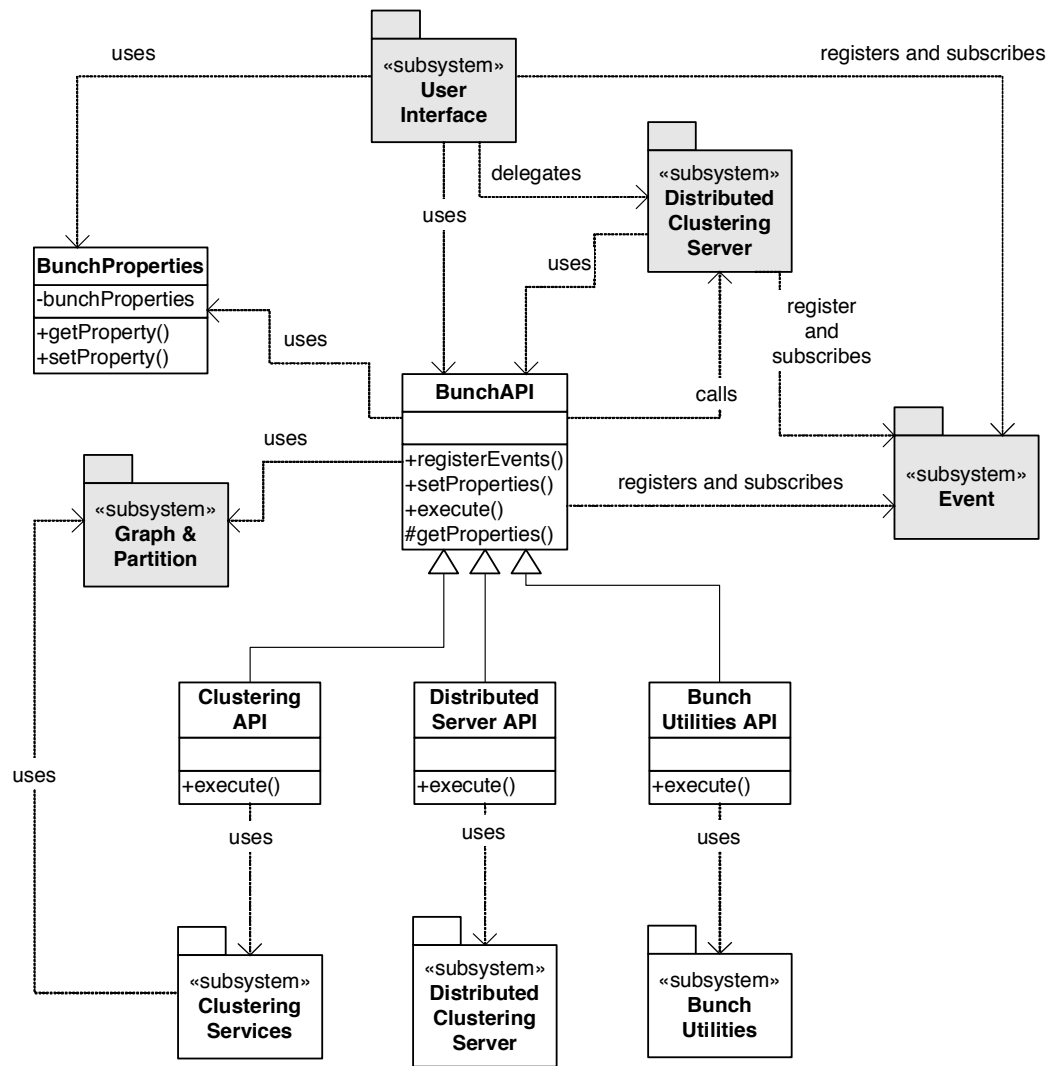 uses
«subsystem»
User
Interface
registers and subscribes
delegates
uses
«subsystem»
Distributed
Clustering
Server
uses
BunchProperties
-bunchProperties
+getProperty()
+setProperty()
uses
register
and
subscribes
BunchAPI
+registerEvents()
+setProperties()
+execute()
#getProperties()
calls
uses
registers and subscribes
«subsystem»
Event
«subsystem»
Graph &
Partition
Clustering
API
+execute()
Distributed
Server API
+execute()
Bunch
Utilities API
+execute()
uses
uses
uses
uses
«subsystem»
Clustering
Services
«subsystem»
Distributed
Clustering
Server
«subsystem»
Bunch
Utilities